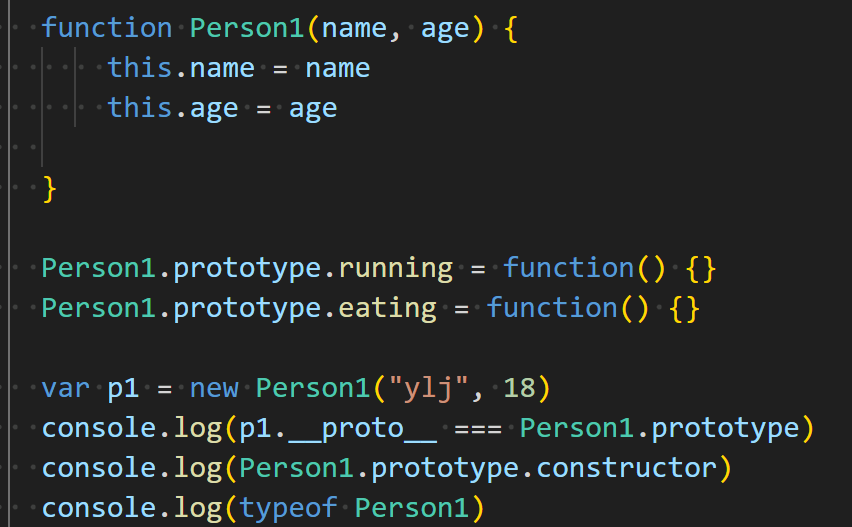 function Person1(name, age) {
this.name = name
this.age = age
}
Person1.prototype.running = function() {}
Person1.prototype.eating = function() {}
var p1 = new Person1("ylj", 18)
console.log(p1.__proto__ === Person1.prototype)
console.log(Person1.prototype.constructor)
console.log(typeof Person1)